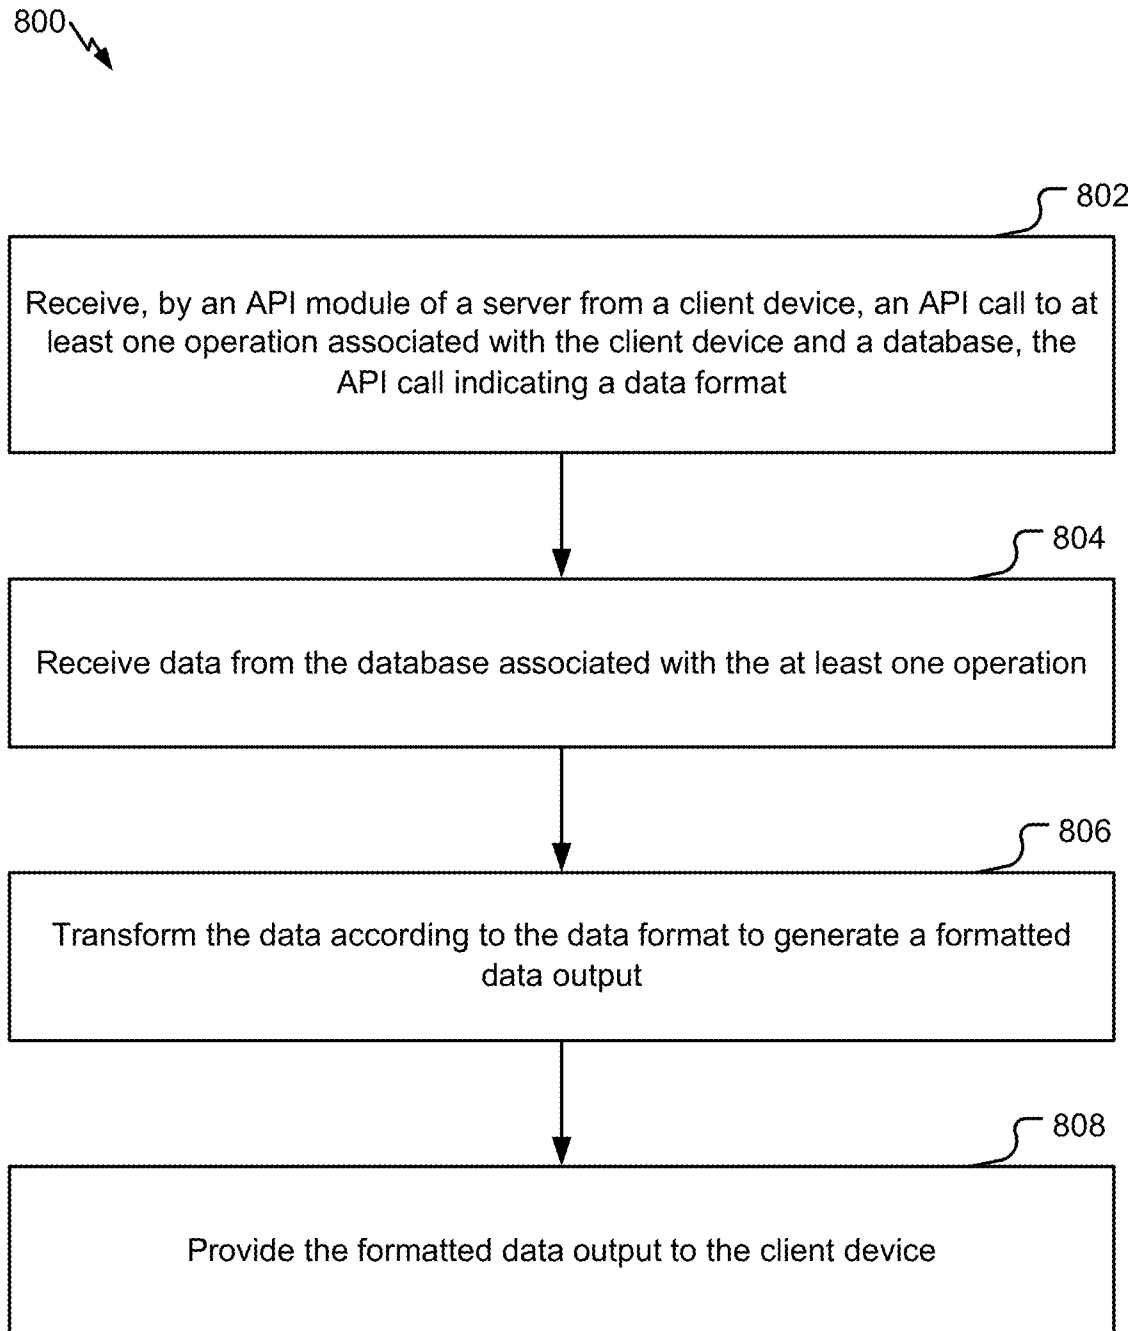 800
802
Receive, by an API module of a server from a client device, an API call to at
least one operation associated with the client device and a database, the
API call indicating a data format
804
Receive data from the database associated with the at least one operation
806
Transform the data according to the data format to generate a formatted
data output
808
Provide the formatted data output to the client device